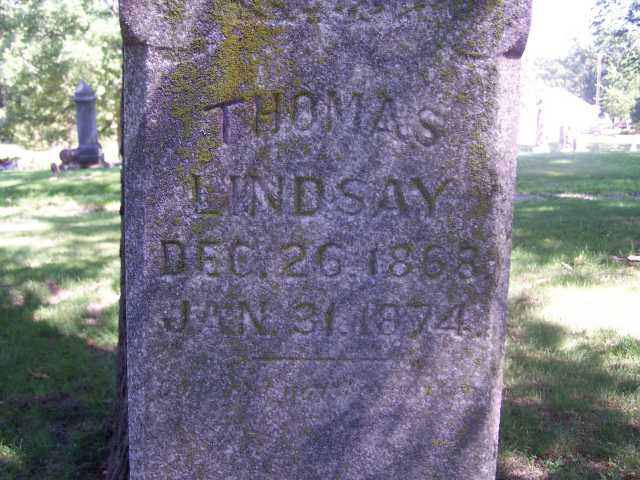 THOMAS
LINDSAY
DEC. 26. 1868.
JAN. 31. 1874.